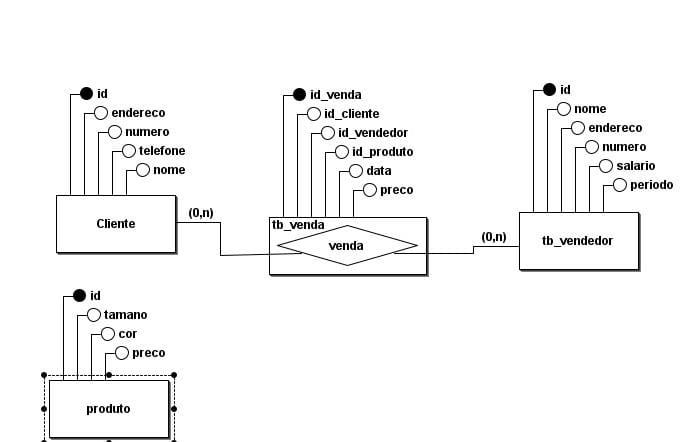 id
endereco
numero
telefone
nome
Cliente
(0,n)
id_venda
id_cliente
id_vendedor
id_produto
data
preco
tb_venda
venda
(0,n)
id
nome
endereco
numero
salario
periodo
tb_vendedor
id
tamano
cor
preco
produto